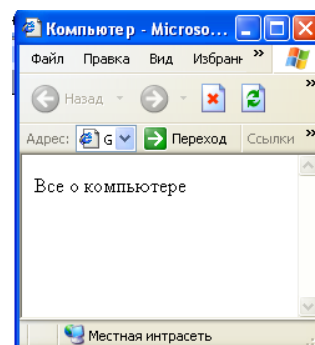 Компьютер - Microso...
Файл Правка Вид Избранн »
Назад »
Адрес: G Переход Ссылки »
Все о компьютере
Местная интрасеть